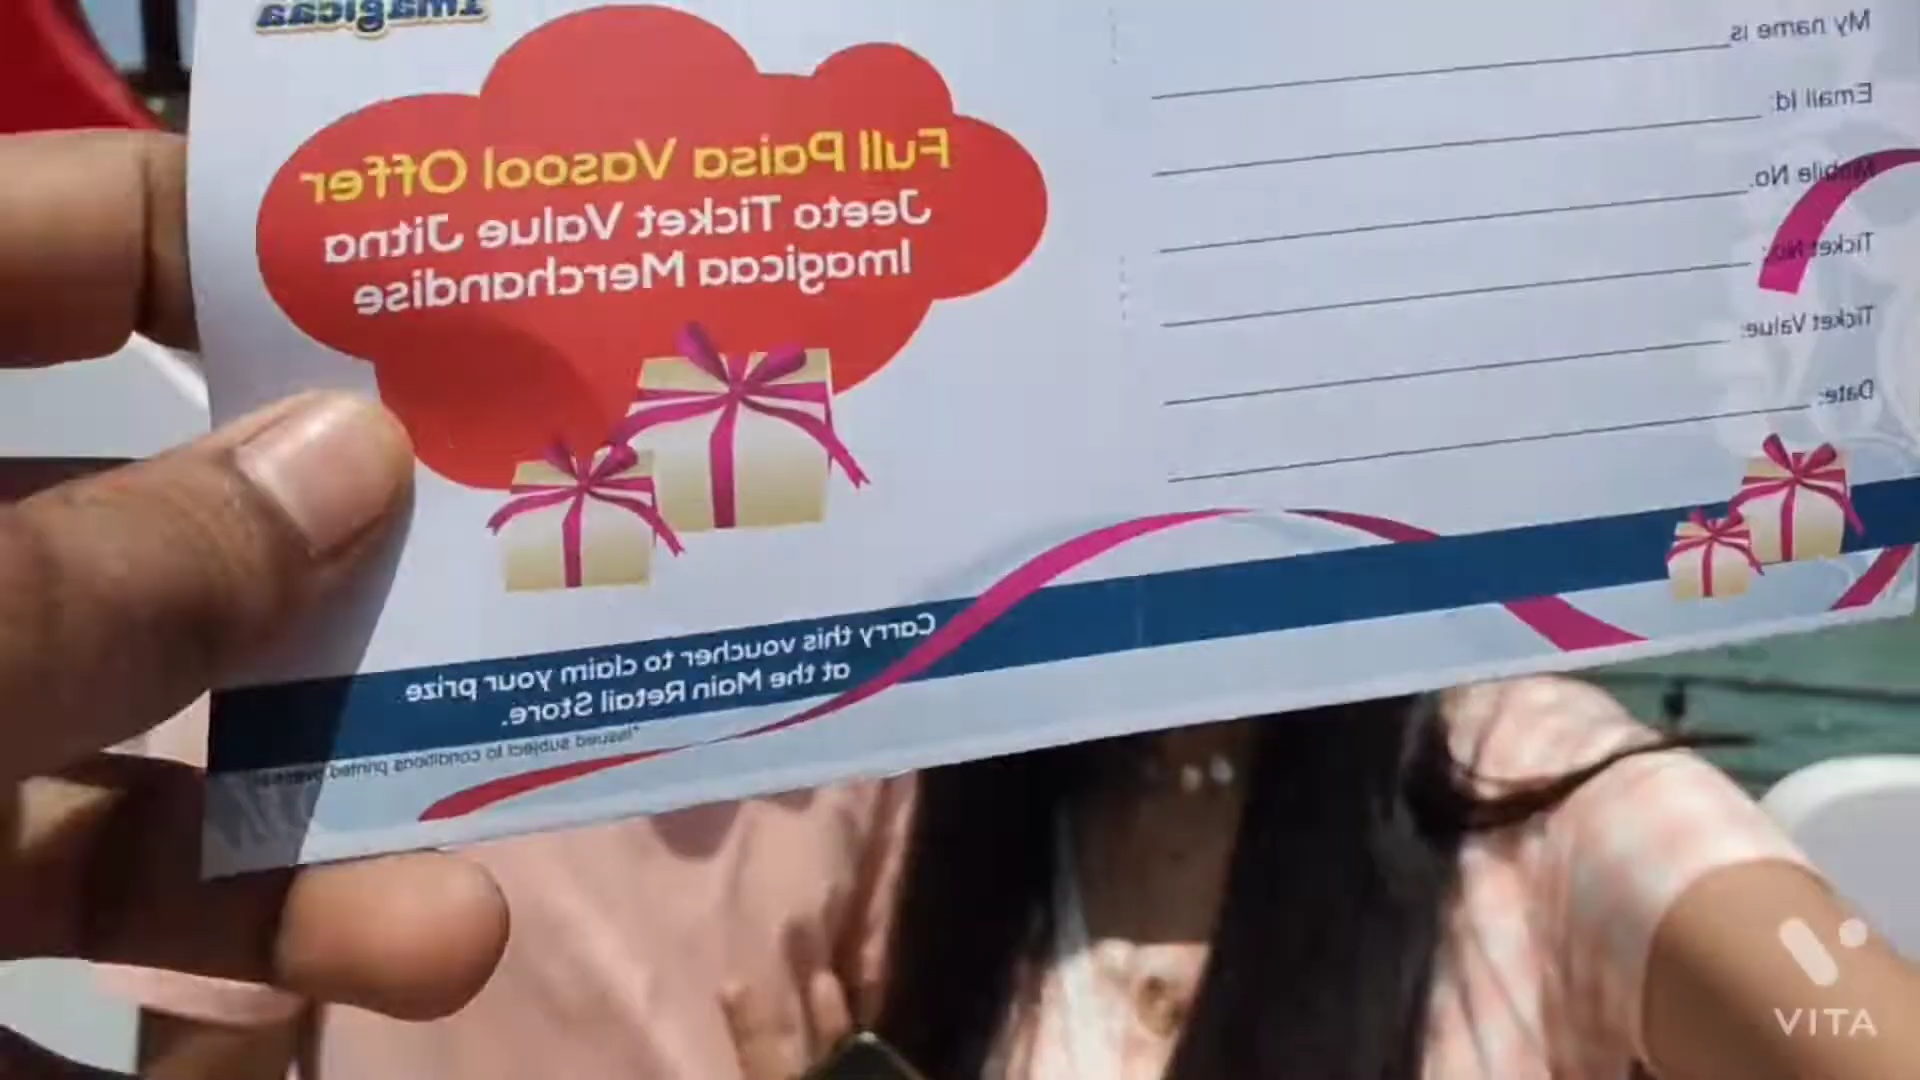 Imagicaa
Full Paisa Vasool Offer
Jeeto Ticket Value Jitna
Imagicaa Merchandise
Carry this voucher to claim your prize
at the Main Retail Store.
*Issued subject to conditions printed
My name is
Email Id:
Mobile No.
Ticket No.:
Ticket Value:
Date:
VITA